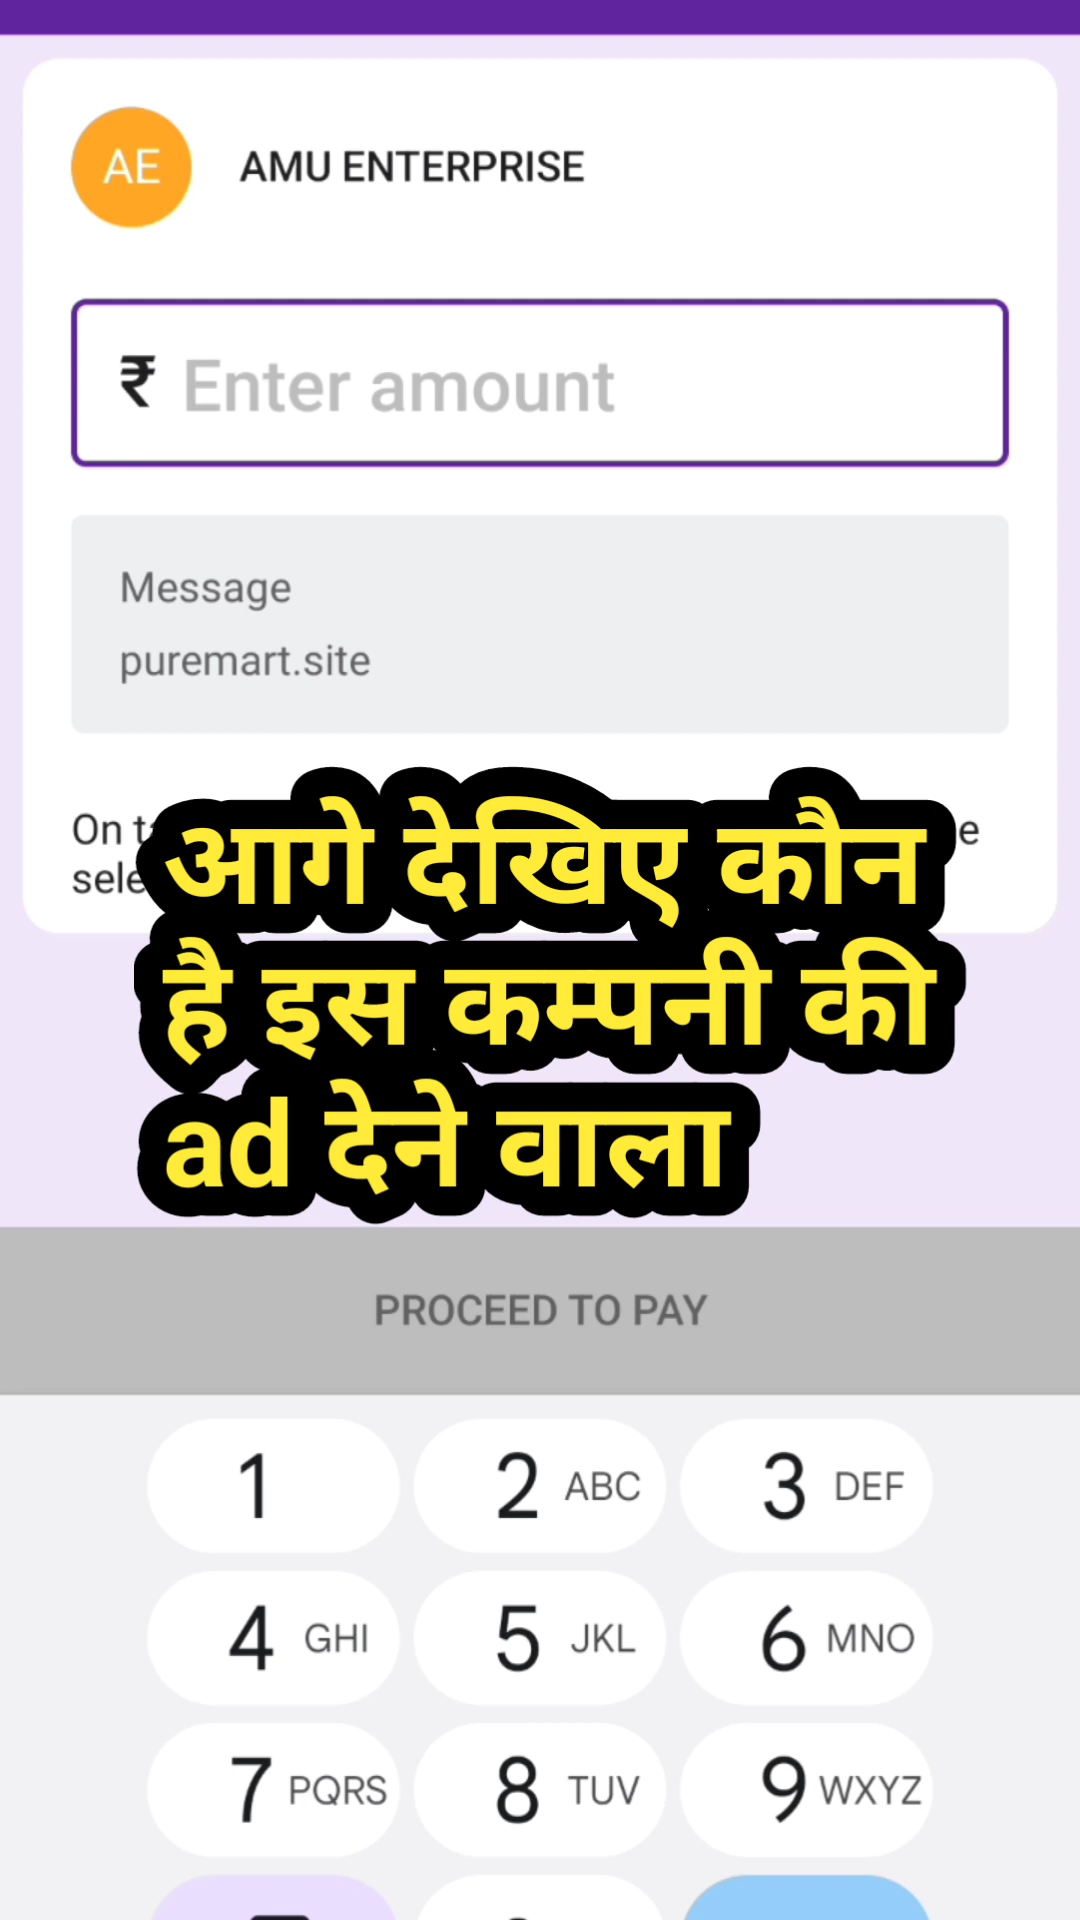 AE
AMU ENTERPRISE
₹ Enter amount
Message
puremart.site
On
आगे देखिए कौन
है इस कम्पनी की
ad देने वाला
PROCEED TO PAY
1
2 ABC
3 DEF
4 GHI
5 JKL
6 MNO
7 PQRS
8 TUV
9 WXYZ